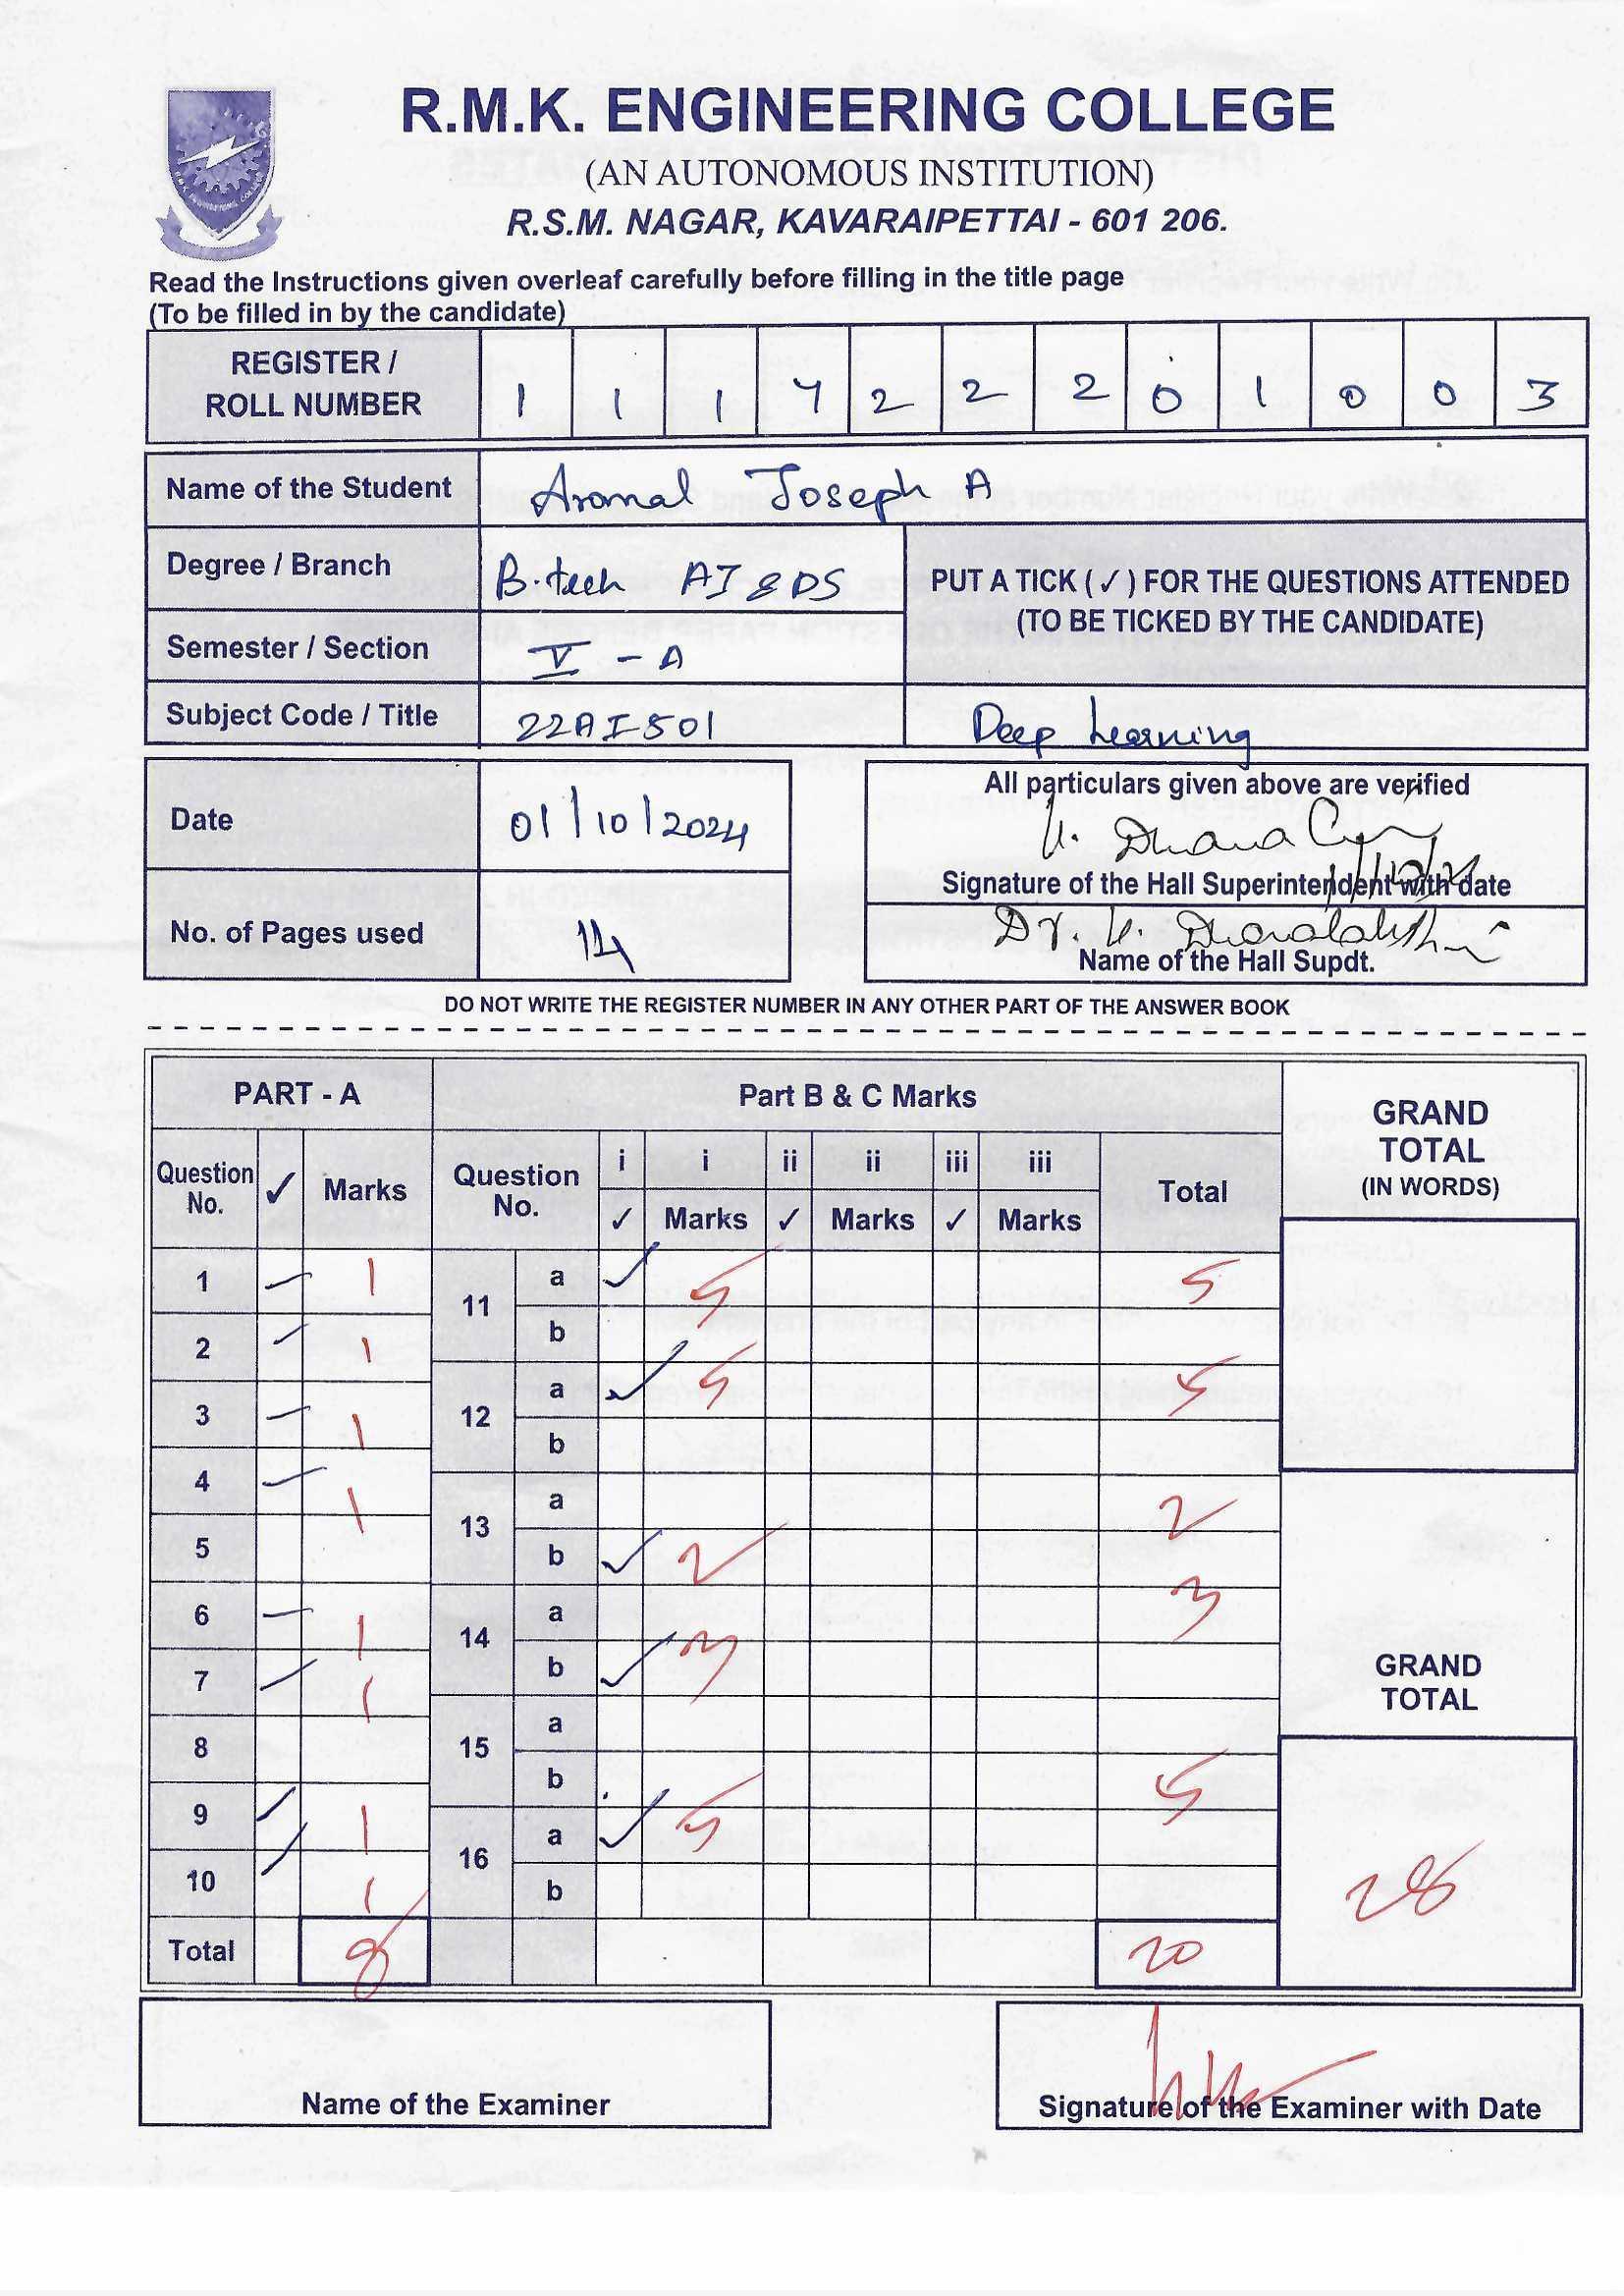 R.M.K. ENGINEERING COLLEGE
(AN AUTONOMOUS INSTITUTION)
R.S.M. NAGAR, KAVARAIPETTAI - 601 206.
Read the Instructions given overleaf carefully before filling in the title page
(To be filled in by the candidate)
REGISTER / ROLL NUMBER 1 1 1 7 2 2 2 0 1 0 0 3
Name of the Student Aromal Joseph A
Degree / Branch B.tech AI & DS
PUT A TICK (✓) FOR THE QUESTIONS ATTENDED
(TO BE TICKED BY THE CANDIDATE)
Semester / Section V - A
Subject Code / Title 22AI501 Deep Learning
Date 01/10/2024
All particulars given above are verified
Signature of the Hall Superintendent with date
No. of Pages used 14
Dr. V.
Name of the Hall Supdt.
DO NOT WRITE THE REGISTER NUMBER IN ANY OTHER PART OF THE ANSWER BOOK
PART - A Part B & C Marks GRAND TOTAL (IN WORDS)
Question No. ✓ Marks Question No. i i ii ii iii iii Total
✓ Marks ✓ Marks ✓ Marks
1 ✓ 1 11 a ✓ 5 5
b
2 ✓ 1
12 a ✓ 5 5
3 ✓ 1
b
4 ✓ 1
13 a 2
5 b ✓ 2
6 ✓ 1 14 a 3
7 ✓ 1 b ✓ 3
GRAND TOTAL
8 15 a
b 5
9 ✓ 1 16 a ✓ 5
10 ✓ 1 b
28
Total 8 20
Name of the Examiner
Signature of the Examiner with Date